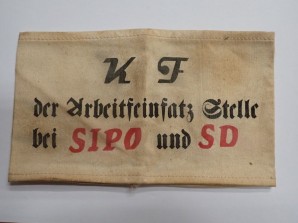 K F
der Arbeitseinsatz Stelle
bei SIPO und SD